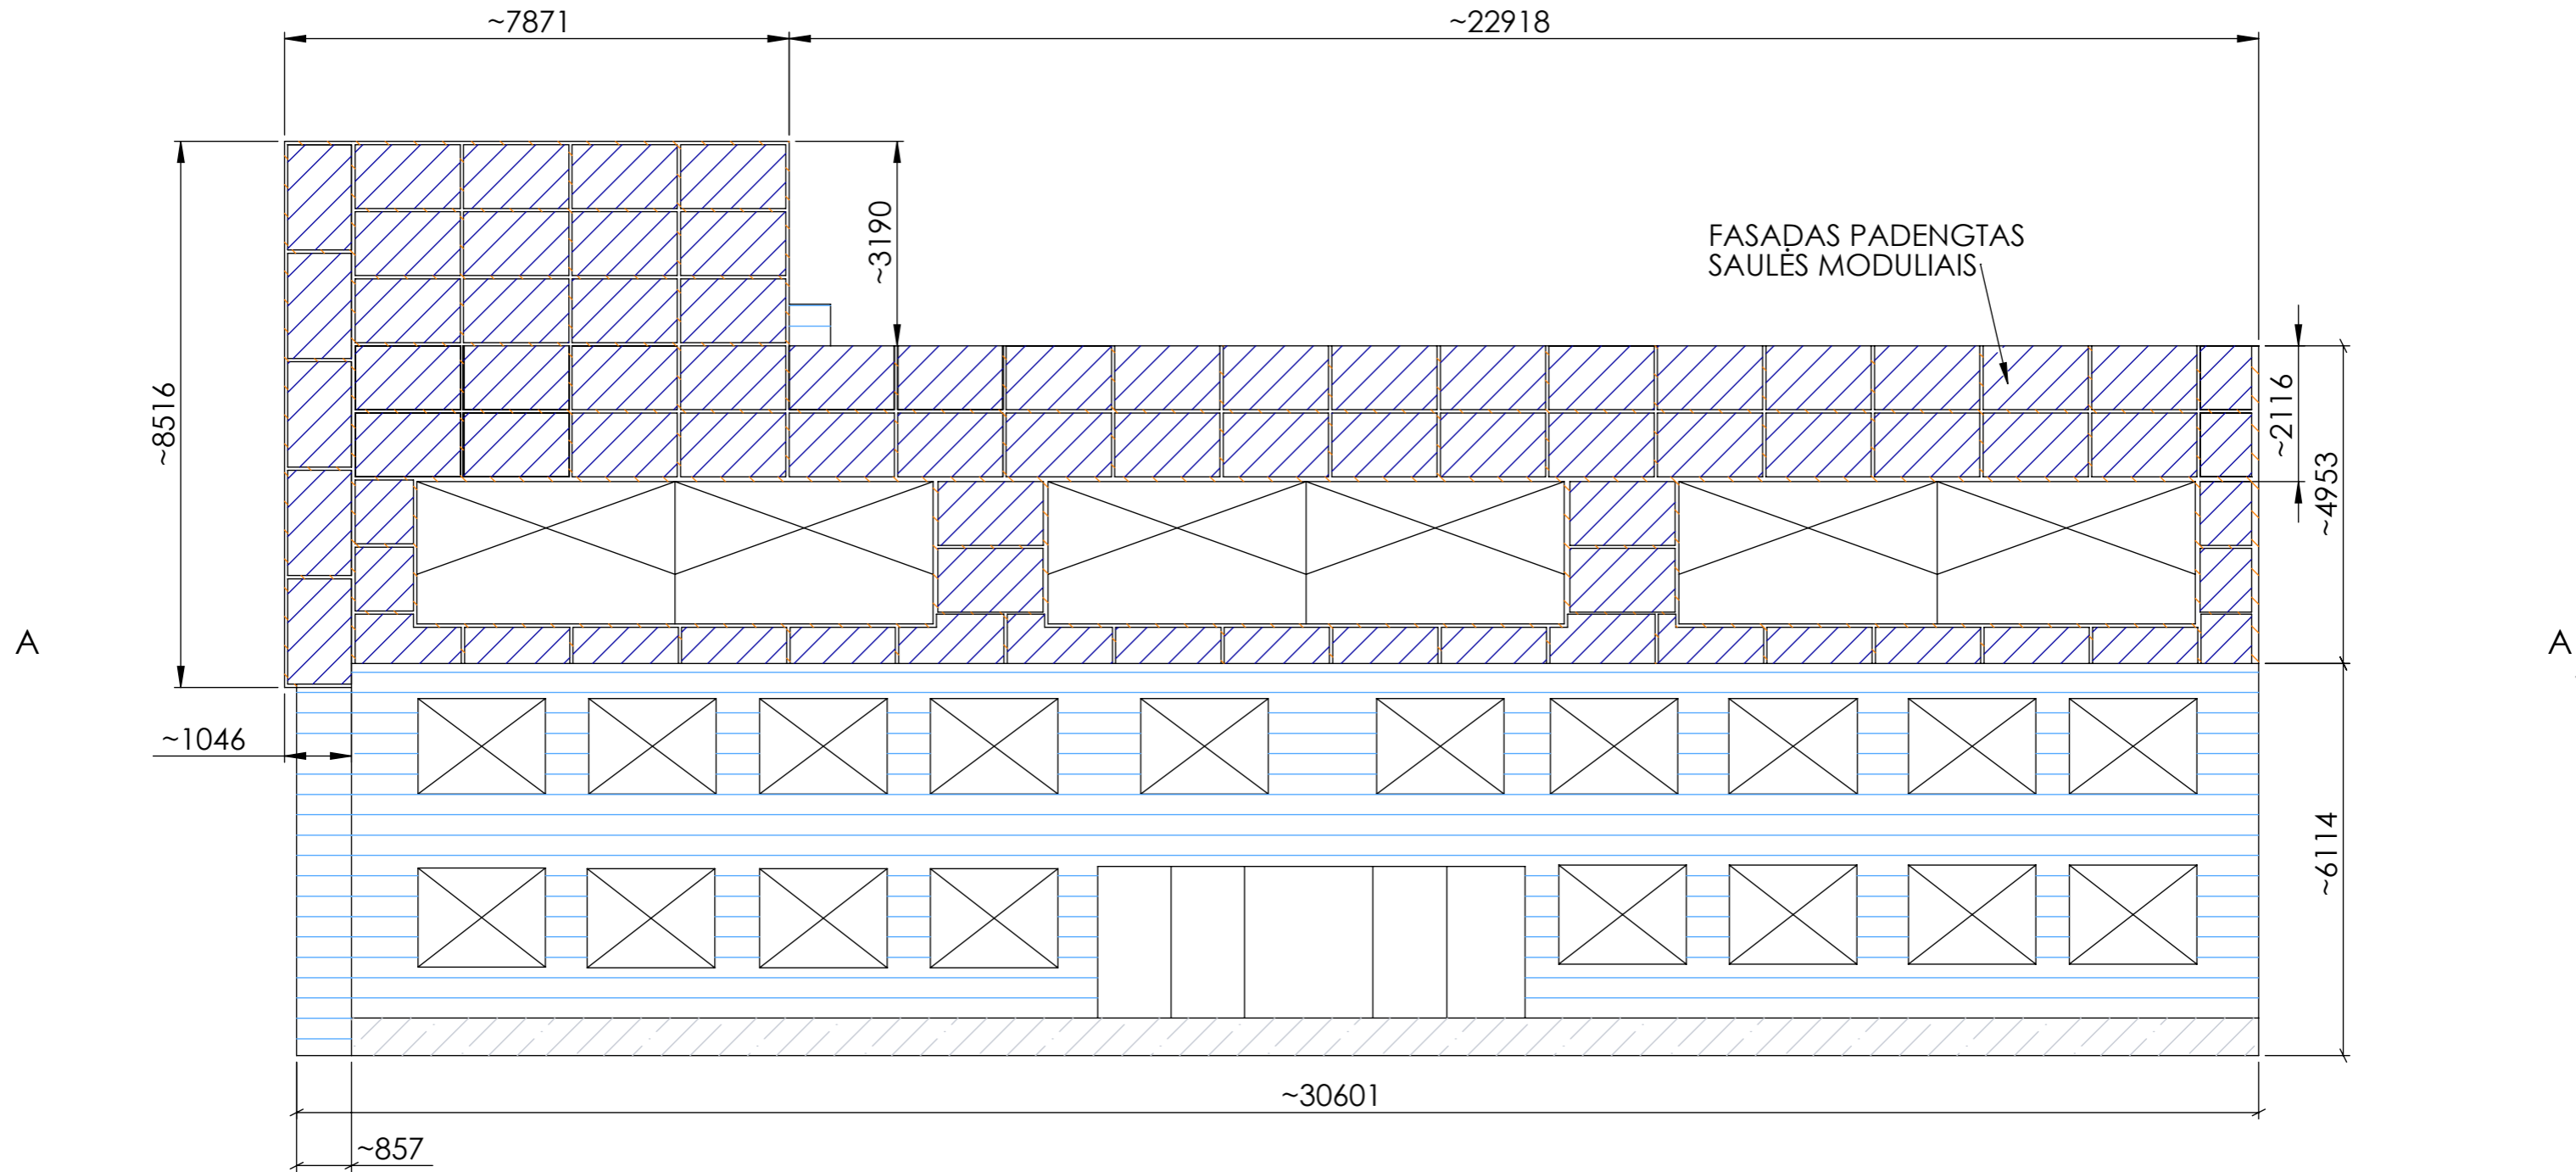 ~7871
~22918
~3190
FASADAS PADENGTAS
SAULĖS MODULIAIS
~8516
~2116
~4953
A
A
~1046
~6114
~30601
~857